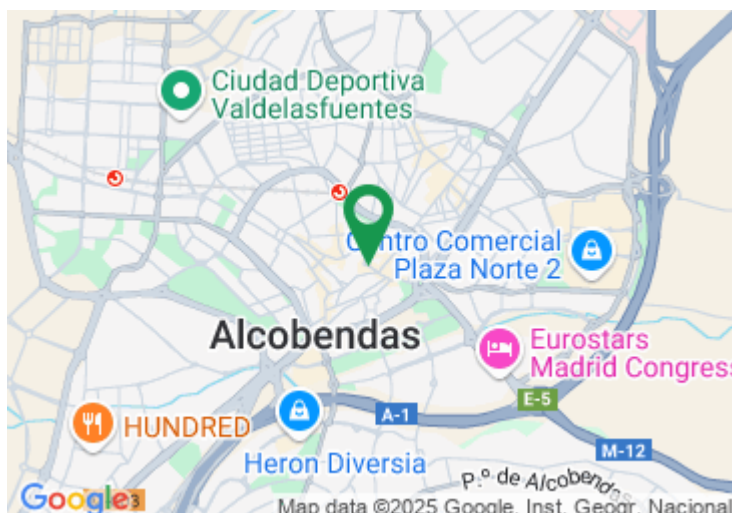 Ciudad Deportiva
Valdelasfuentes
Centro Comercial
Plaza Norte 2
Alcobendas
Eurostars
Madrid Congress
HUNDRED
A-1
E-5
Heron Diversia
M-12
P.º de Alcobendas
Google
Map data ©2025 Google, Inst. Geogr. Nacional